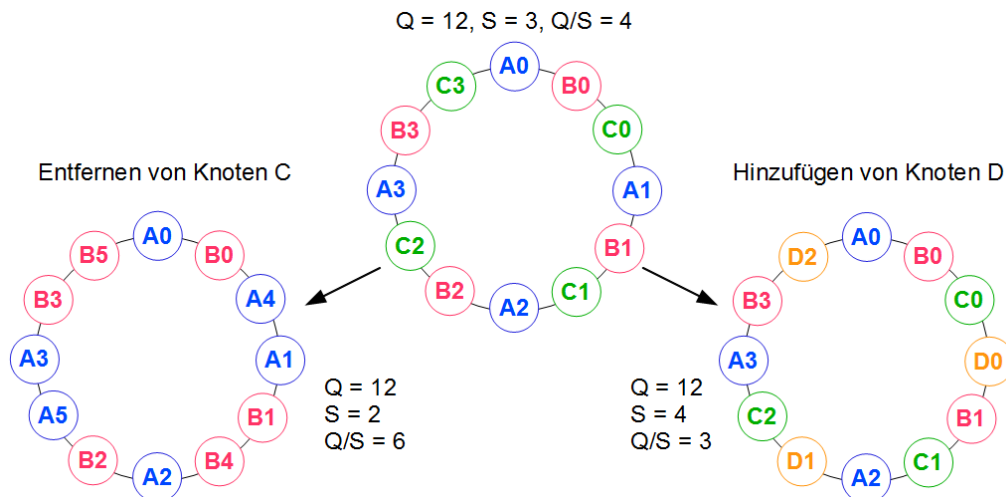 Q = 12, S = 3, Q/S = 4
A0
B0
C0
A1
B1
C1
A2
B2
C2
A3
B3
C3
Entfernen von Knoten C
A0
B0
A4
A1
B1
B4
A2
B2
A5
A3
B3
B5
Q = 12
S = 2
Q/S = 6
Hinzufügen von Knoten D
A0
B0
C0
D0
B1
C1
A2
D1
C2
A3
B3
D2
Q = 12
S = 4
Q/S = 3